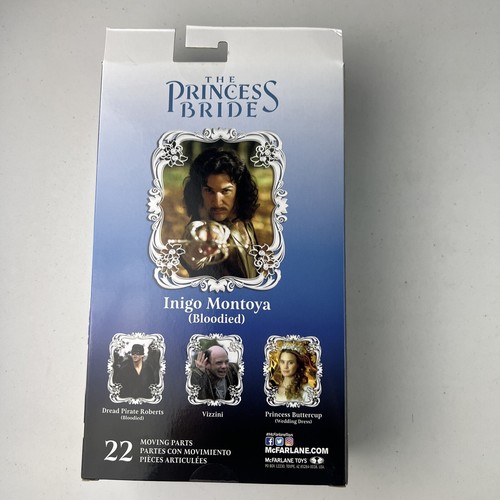 THE
PRINCESS
BRIDE
Inigo Montoya
(Bloodied)
Dread Pirate Roberts
(Bloodied)
Vizzini
Princess Buttercup
(Wedding Dress)
22 MOVING PARTS
PARTES CON MOVIMIENTO
PIÈCES ARTICULÉES
#McFarlaneToys
McFARLANE.COM
McFARLANE TOYS